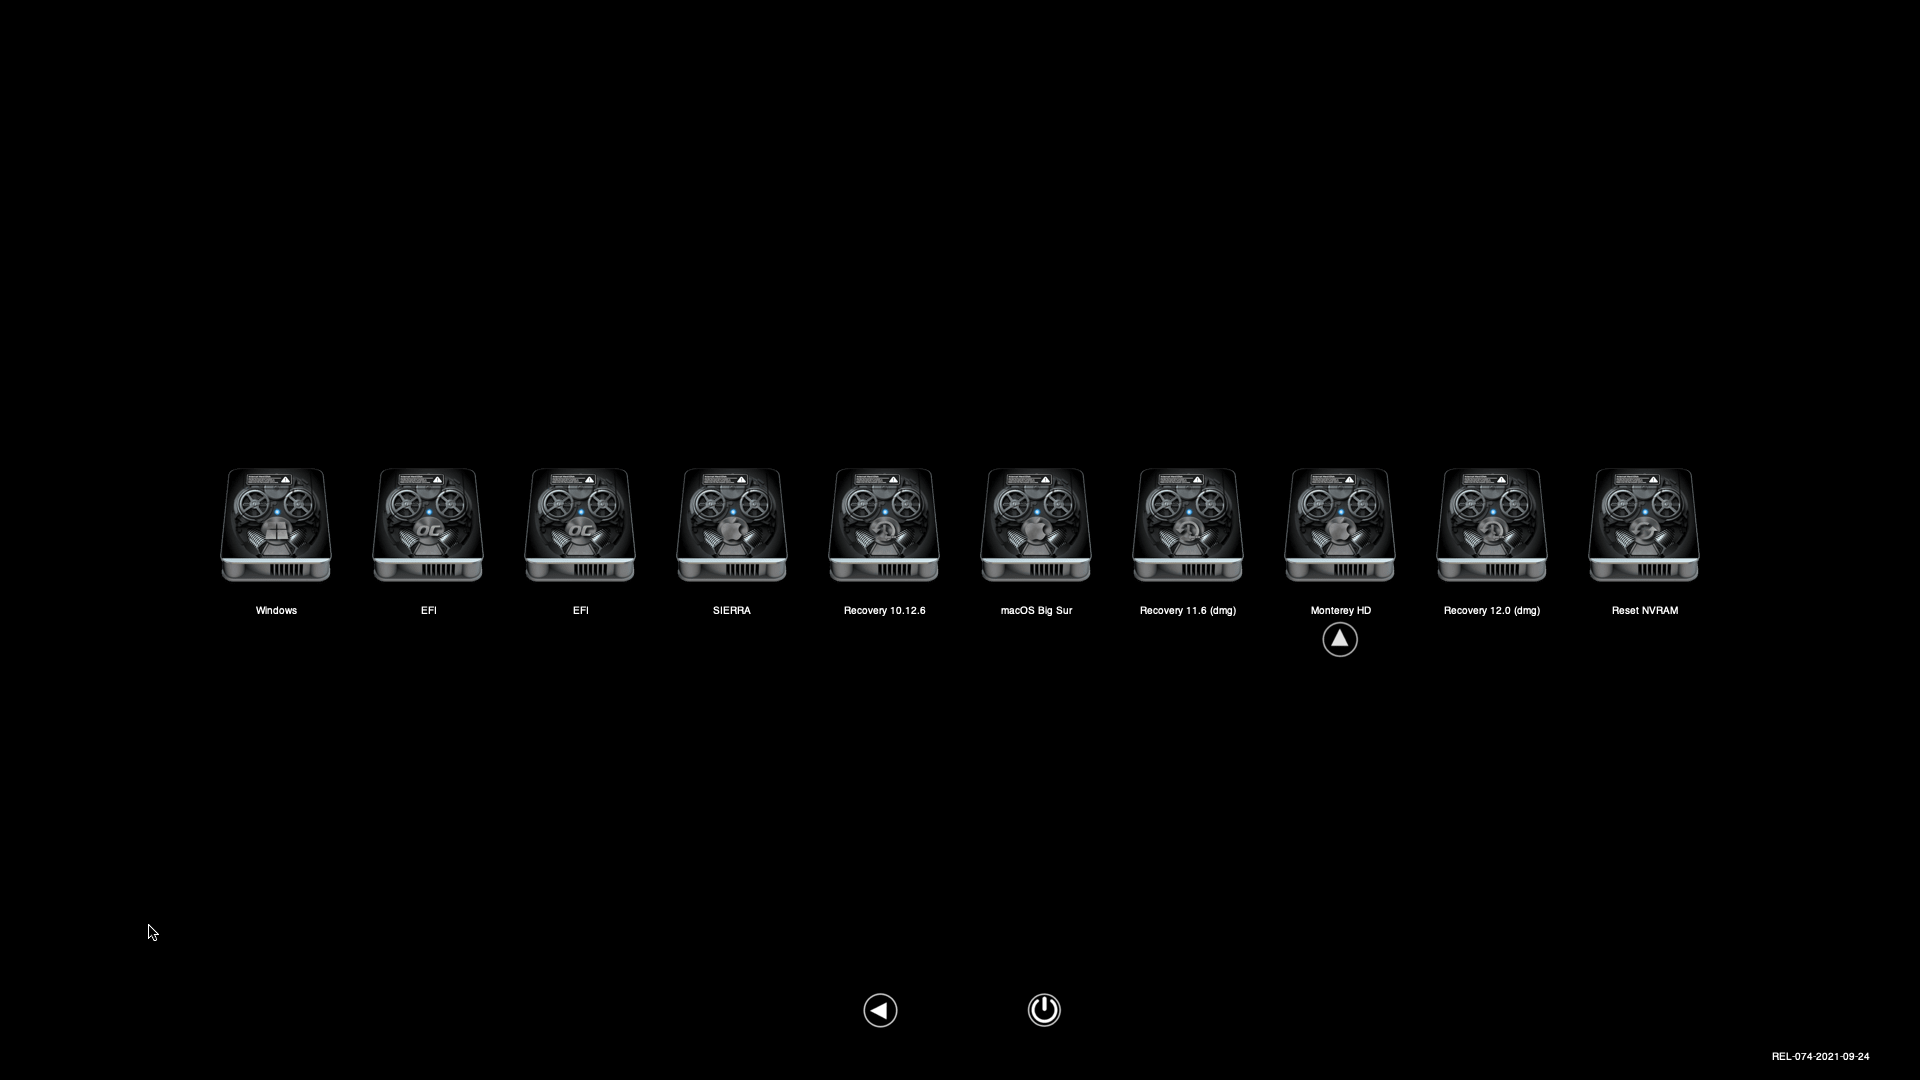 Windows
EFI
EFI
SIERRA
Recovery 10.12.6
macOS Big Sur
Recovery 11.6 (dmg)
Monterey HD
Recovery 12.0 (dmg)
Reset NVRAM
REL-074-2021-09-24